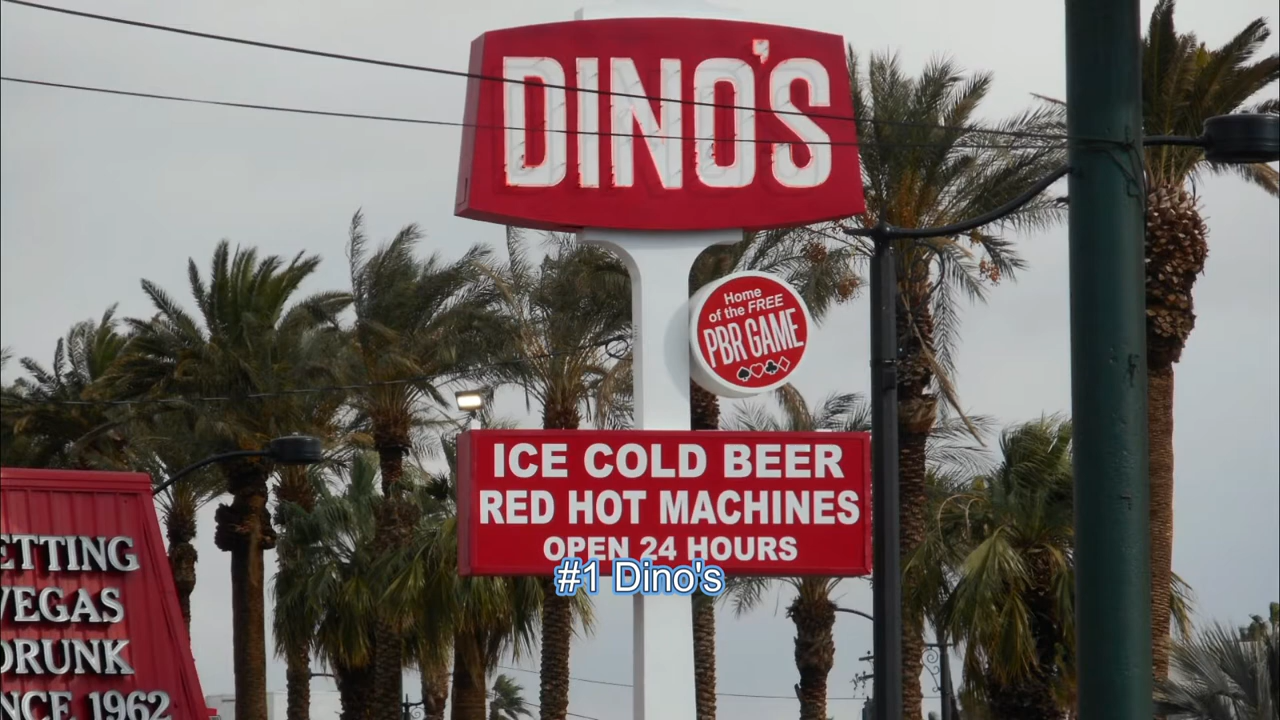 DINO'S
Home
of the FREE
PBR GAME
ICE COLD BEER
RED HOT MACHINES
OPEN 24 HOURS
#1 Dino's
ETTING
VEGAS
DRUNK
NCE 1962